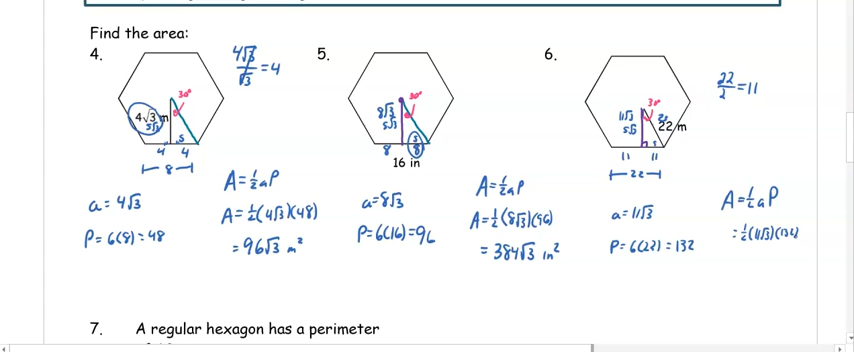 Find the area:
4.
4√3 m
S√3
30°
S
4
4
8
4√3
√3
=4
a=4√3
P=6(8)=48
A=½aP
A=½(4√3)(48)
=96√3 m²
5.
8√3
S√3
30°
S
8
8
16 in
a=8√3
P=6(16)=96
A=½aP
A=½(8√3)(96)
=384√3 in²
6.
11√3
S√3
30°
22 m
S
11
11
22
22
2
=11
a=11√3
P=6(22)=132
A=½aP
=½(11√3)(132)
7. A regular hexagon has a perimeter